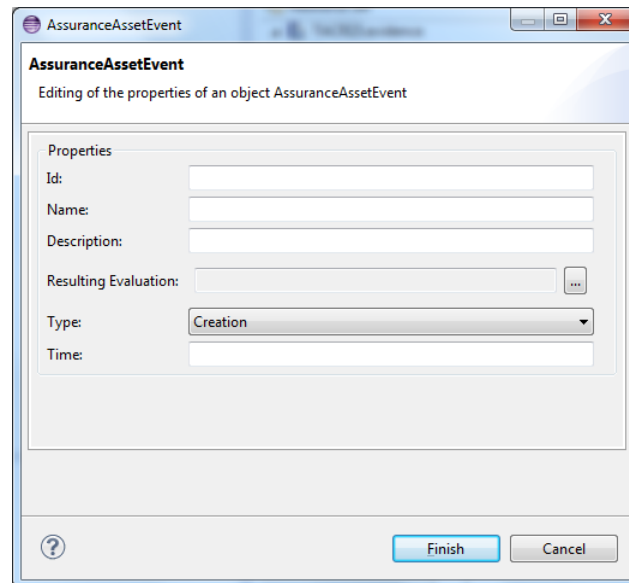 AssuranceAssetEvent
AssuranceAssetEvent
Editing of the properties of an object AssuranceAssetEvent
Properties
Id:
Name:
Description:
Resulting Evaluation: ...
Type: Creation
Time:
Finish Cancel